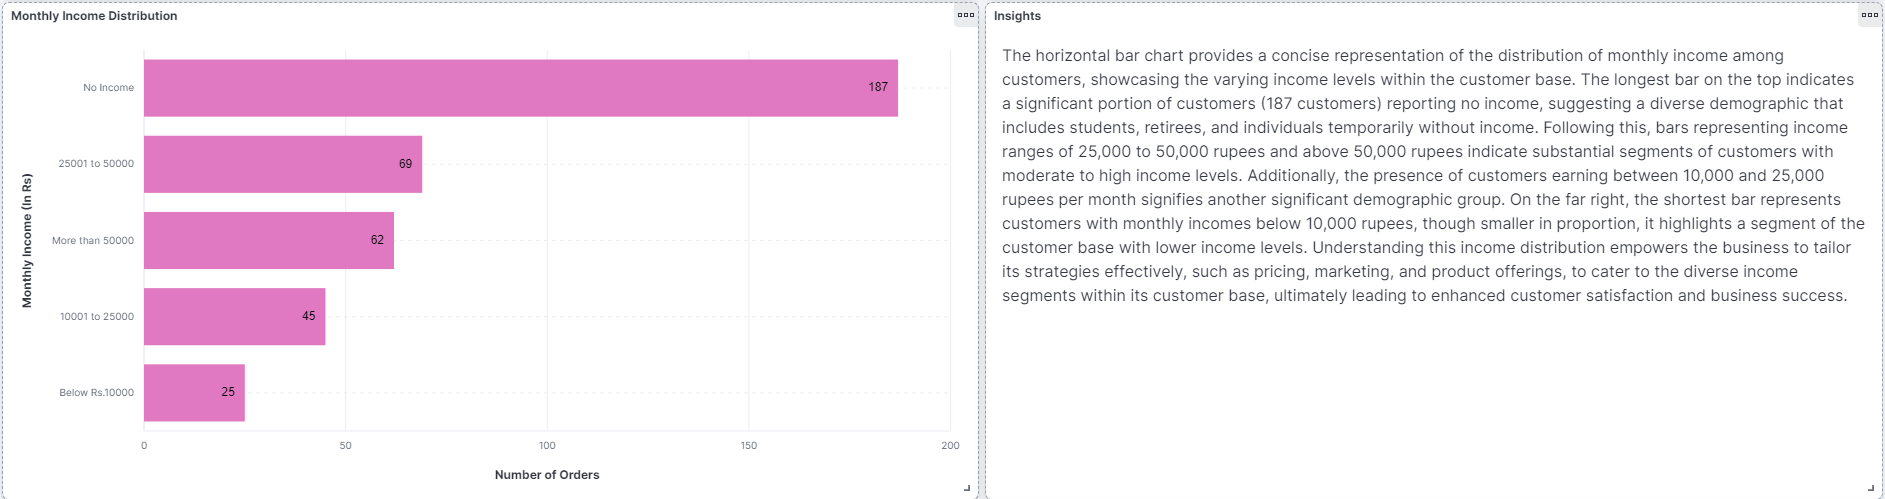 Monthly Income Distribution
Monthly Income (In Rs)
No Income
187
25001 to 50000
69
More than 50000
62
10001 to 25000
45
Below Rs.10000
25
0 50 100 150 200
Number of Orders
Insights
The horizontal bar chart provides a concise representation of the distribution of monthly income among
customers, showcasing the varying income levels within the customer base. The longest bar on the top indicates
a significant portion of customers (187 customers) reporting no income, suggesting a diverse demographic that
includes students, retirees, and individuals temporarily without income. Following this, bars representing income
ranges of 25,000 to 50,000 rupees and above 50,000 rupees indicate substantial segments of customers with
moderate to high income levels. Additionally, the presence of customers earning between 10,000 and 25,000
rupees per month signifies another significant demographic group. On the far right, the shortest bar represents
customers with monthly incomes below 10,000 rupees, though smaller in proportion, it highlights a segment of the
customer base with lower income levels. Understanding this income distribution empowers the business to tailor
its strategies effectively, such as pricing, marketing, and product offerings, to cater to the diverse income
segments within its customer base, ultimately leading to enhanced customer satisfaction and business success.